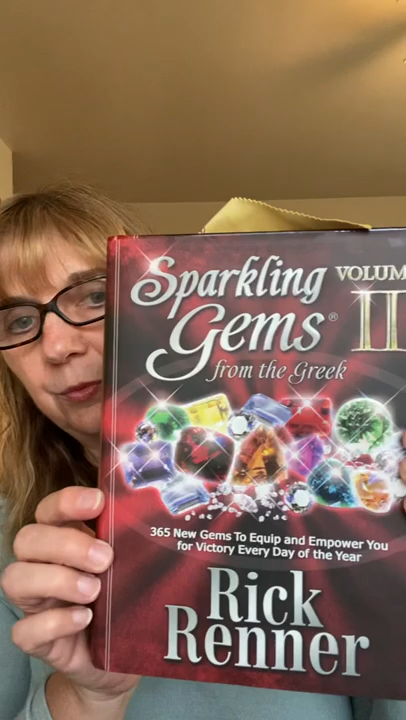 Sparkling
Gems®
from the Greek
VOLUM
II
365 New Gems To Equip and Empower You
for Victory Every Day of the Year
Rick
Renner